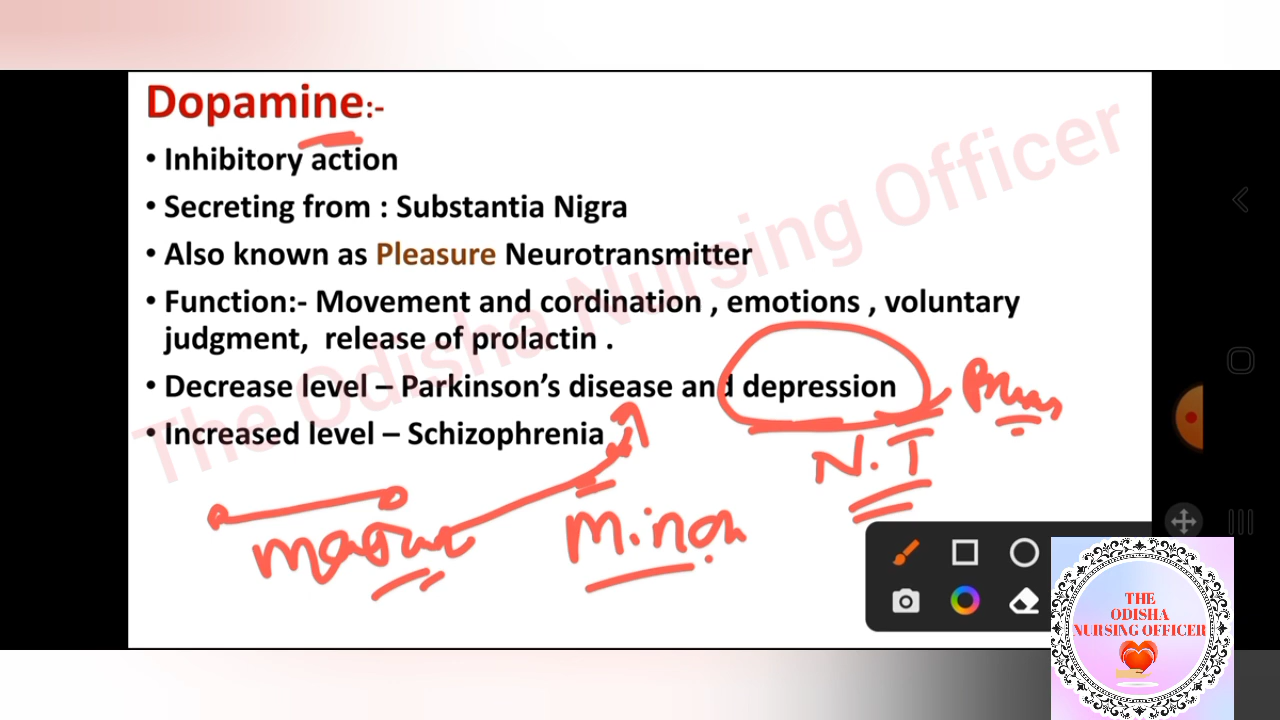 Dopamine:-
• Inhibitory action
• Secreting from : Substantia Nigra
• Also known as Pleasure Neurotransmitter
• Function:- Movement and cordination , emotions , voluntary
judgment, release of prolactin .
• Decrease level – Parkinson's disease and depression
• Increased level – Schizophrenia
N.T
The Odisha Nursing Officer
THE
ODISHA
NURSING OFFICER